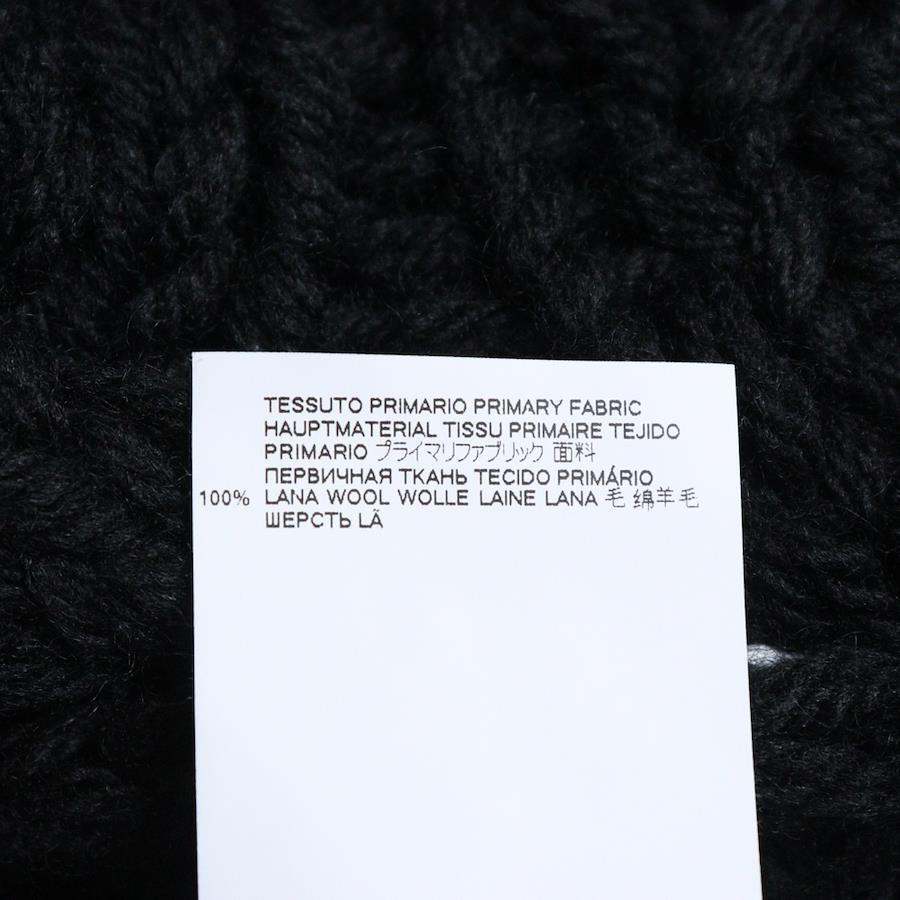 TESSUTO PRIMARIO PRIMARY FABRIC
HAUPTMATERIAL TISSU PRIMAIRE TEJIDO
PRIMARIO プライマリファブリック 面料
ПЕРВИЧНАЯ ТКАНЬ TECIDO PRIMÁRIO
100% LANA WOOL WOLLE LAINE LANA 毛 绵羊毛
ШЕРСТЬ LÃ